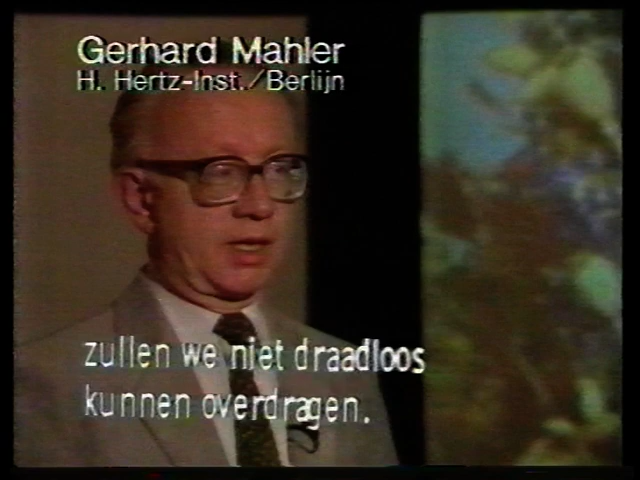 Gerhard Mahler
H. Hertz-Inst./Berlijn
zullen we niet draadloos
kunnen overdragen.